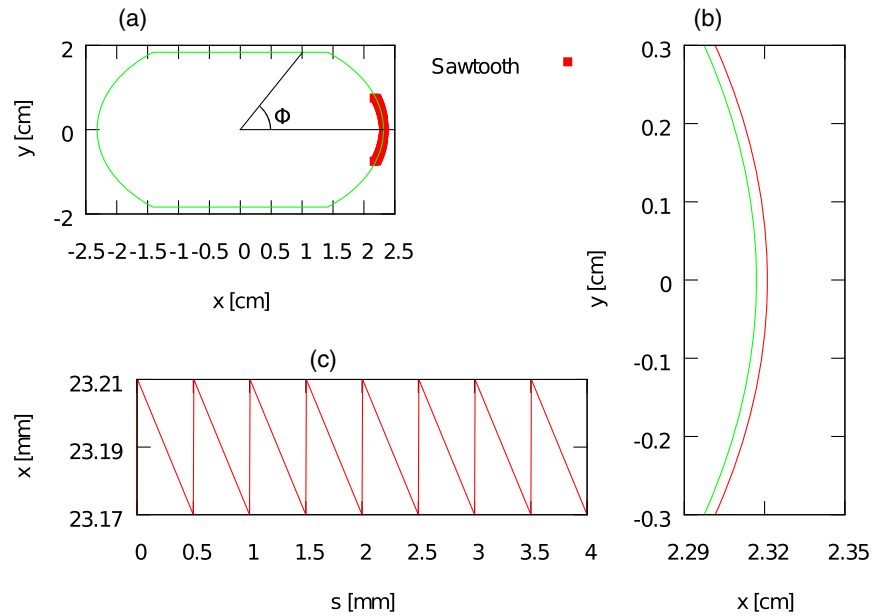 (a)
2
0
-2
y [cm]
Φ
-2.5 -2 -1.5 -1 -0.5 0 0.5 1 1.5 2 2.5
x [cm]
Sawtooth
(b)
0.3
0.2
0.1
0
-0.1
-0.2
-0.3
y [cm]
2.29 2.32 2.35
x [cm]
(c)
23.21
23.19
23.17
x [mm]
0 0.5 1 1.5 2 2.5 3 3.5 4
s [mm]